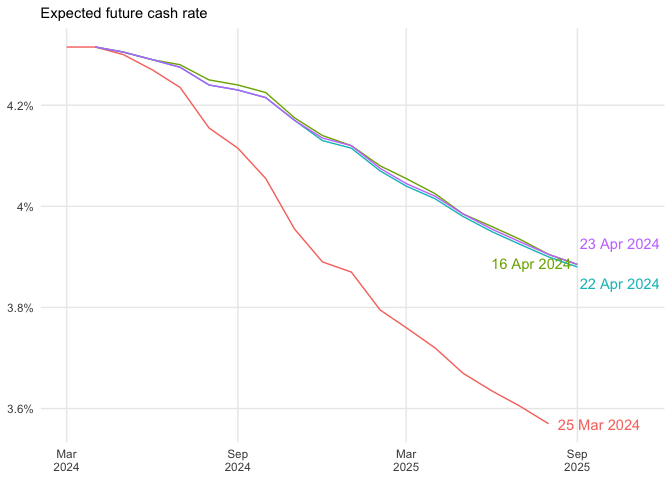 Expected future cash rate
4.2%
4%
3.8%
3.6%
23 Apr 2024
16 Apr 2024
22 Apr 2024
25 Mar 2024
Mar
2024
Sep
2024
Mar
2025
Sep
2025